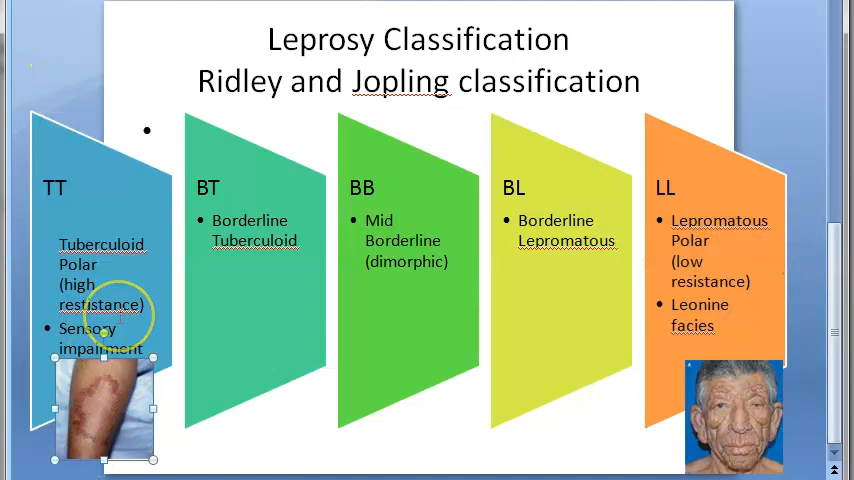 Leprosy Classification
Ridley and Jopling classification
TT
Tuberculoid
Polar
(high
restistance)
Sensory
impairment
BT
Borderline
Tuberculoid
BB
Mid
Borderline
(dimorphic)
BL
Borderline
Lepromatous
LL
Lepromatous
Polar
(low
resistance)
Leonine
facies
A